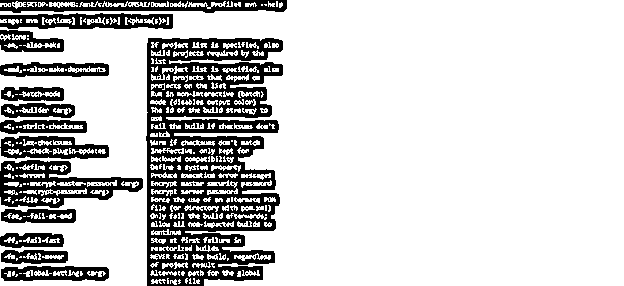 root@DESKTOP-B4QNMMB:/mnt/c/Users/OMSAI/Downloads/Maven_Profile# mvn --help
usage: mvn [options] [<goal(s)>] [<phase(s)>]
Options:
-am,--also-make If project list is specified, also
build projects required by the
list
-amd,--also-make-dependents If project list is specified, also
build projects that depend on
projects on the list
-B,--batch-mode Run in non-interactive (batch)
mode (disables output color)
-b,--builder <arg> The id of the build strategy to
use
-C,--strict-checksums Fail the build if checksums don't
match
-c,--lax-checksums Warn if checksums don't match
-cpu,--check-plugin-updates Ineffective, only kept for
backward compatibility
-D,--define <arg> Define a system property
-e,--errors Produce execution error messages
-emp,--encrypt-master-password <arg> Encrypt master security password
-ep,--encrypt-password <arg> Encrypt server password
-f,--file <arg> Force the use of an alternate POM
file (or directory with pom.xml)
-fae,--fail-at-end Only fail the build afterwards;
allow all non-impacted builds to
continue
-ff,--fail-fast Stop at first failure in
reactorized builds
-fn,--fail-never NEVER fail the build, regardless
of project result
-gs,--global-settings <arg> Alternate path for the global
settings file